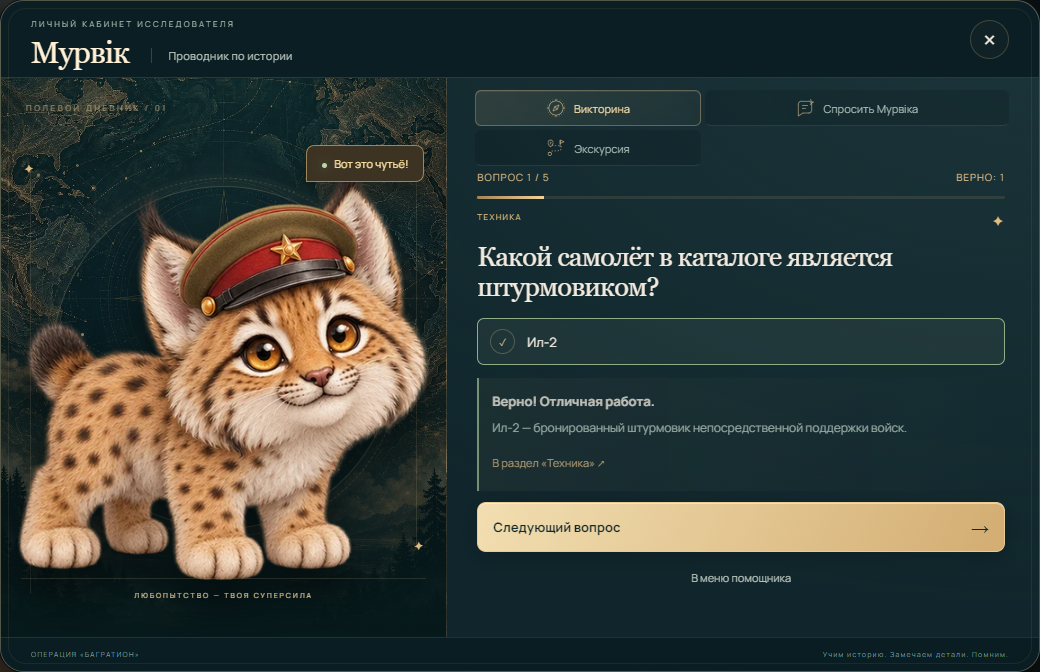 ЛИЧНЫЙ КАБИНЕТ ИССЛЕДОВАТЕЛЯ
Мурвік
Проводник по истории
ПОЛЕВОЙ ДНЕВНИК / 01
Вот это чутьё!
ЛЮБОПЫТСТВО — ТВОЯ СУПЕРСИЛА
Викторина
Спросить Мурвіка
Экскурсия
ВОПРОС 1 / 5
ВЕРНО: 1
ТЕХНИКА
Какой самолёт в каталоге является
штурмовиком?
Ил-2
Верно! Отличная работа.
Ил-2 — бронированный штурмовик непосредственной поддержки войск.
В раздел «Техника» ↗
Следующий вопрос →
В меню помощника
ОПЕРАЦИЯ «БАГРАТИОН»
Учим историю. Замечаем детали. Помним.